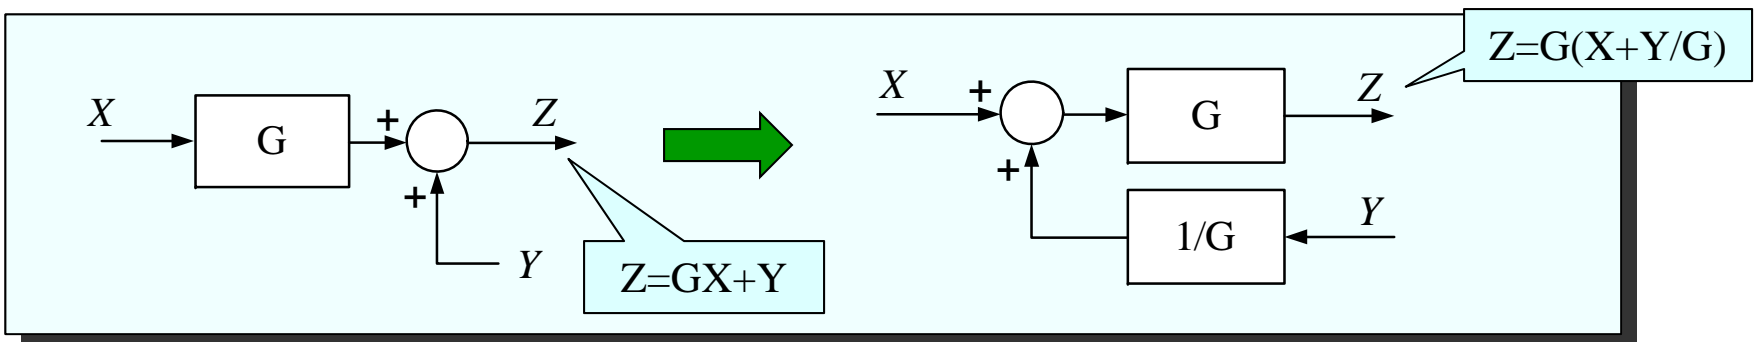 X
G
+
+
Z
Y
Z=GX+Y
X
+
+
G
Z
1/G
Y
Z=G(X+Y/G)